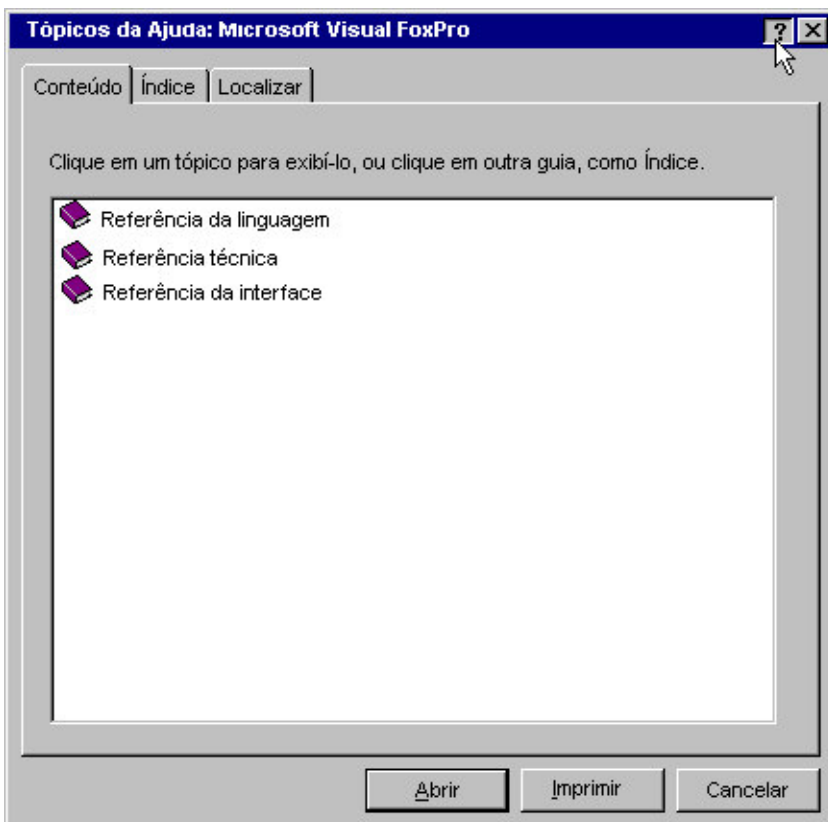 Tópicos da Ajuda: Microsoft Visual FoxPro ?
Conteúdo Índice Localizar
Clique em um tópico para exibí-lo, ou clique em outra guia, como Índice.
Referência da linguagem
Referência técnica
Referência da interface
Abrir Imprimir Cancelar